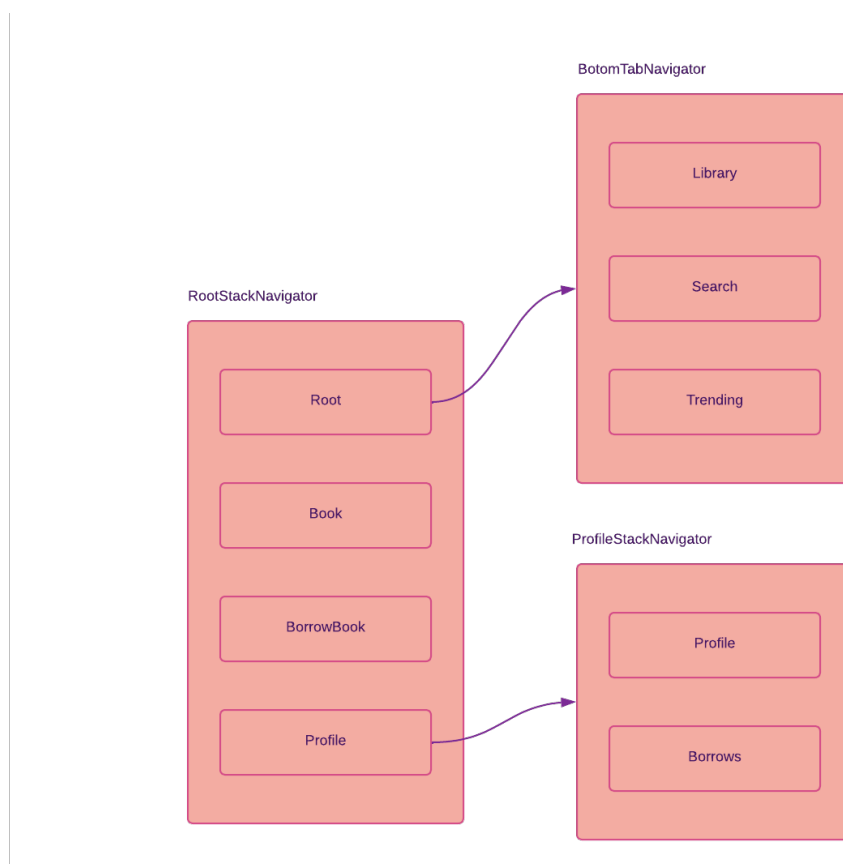 BotomTabNavigator
Library
Search
Trending
RootStackNavigator
Root
Book
BorrowBook
Profile
ProfileStackNavigator
Profile
Borrows